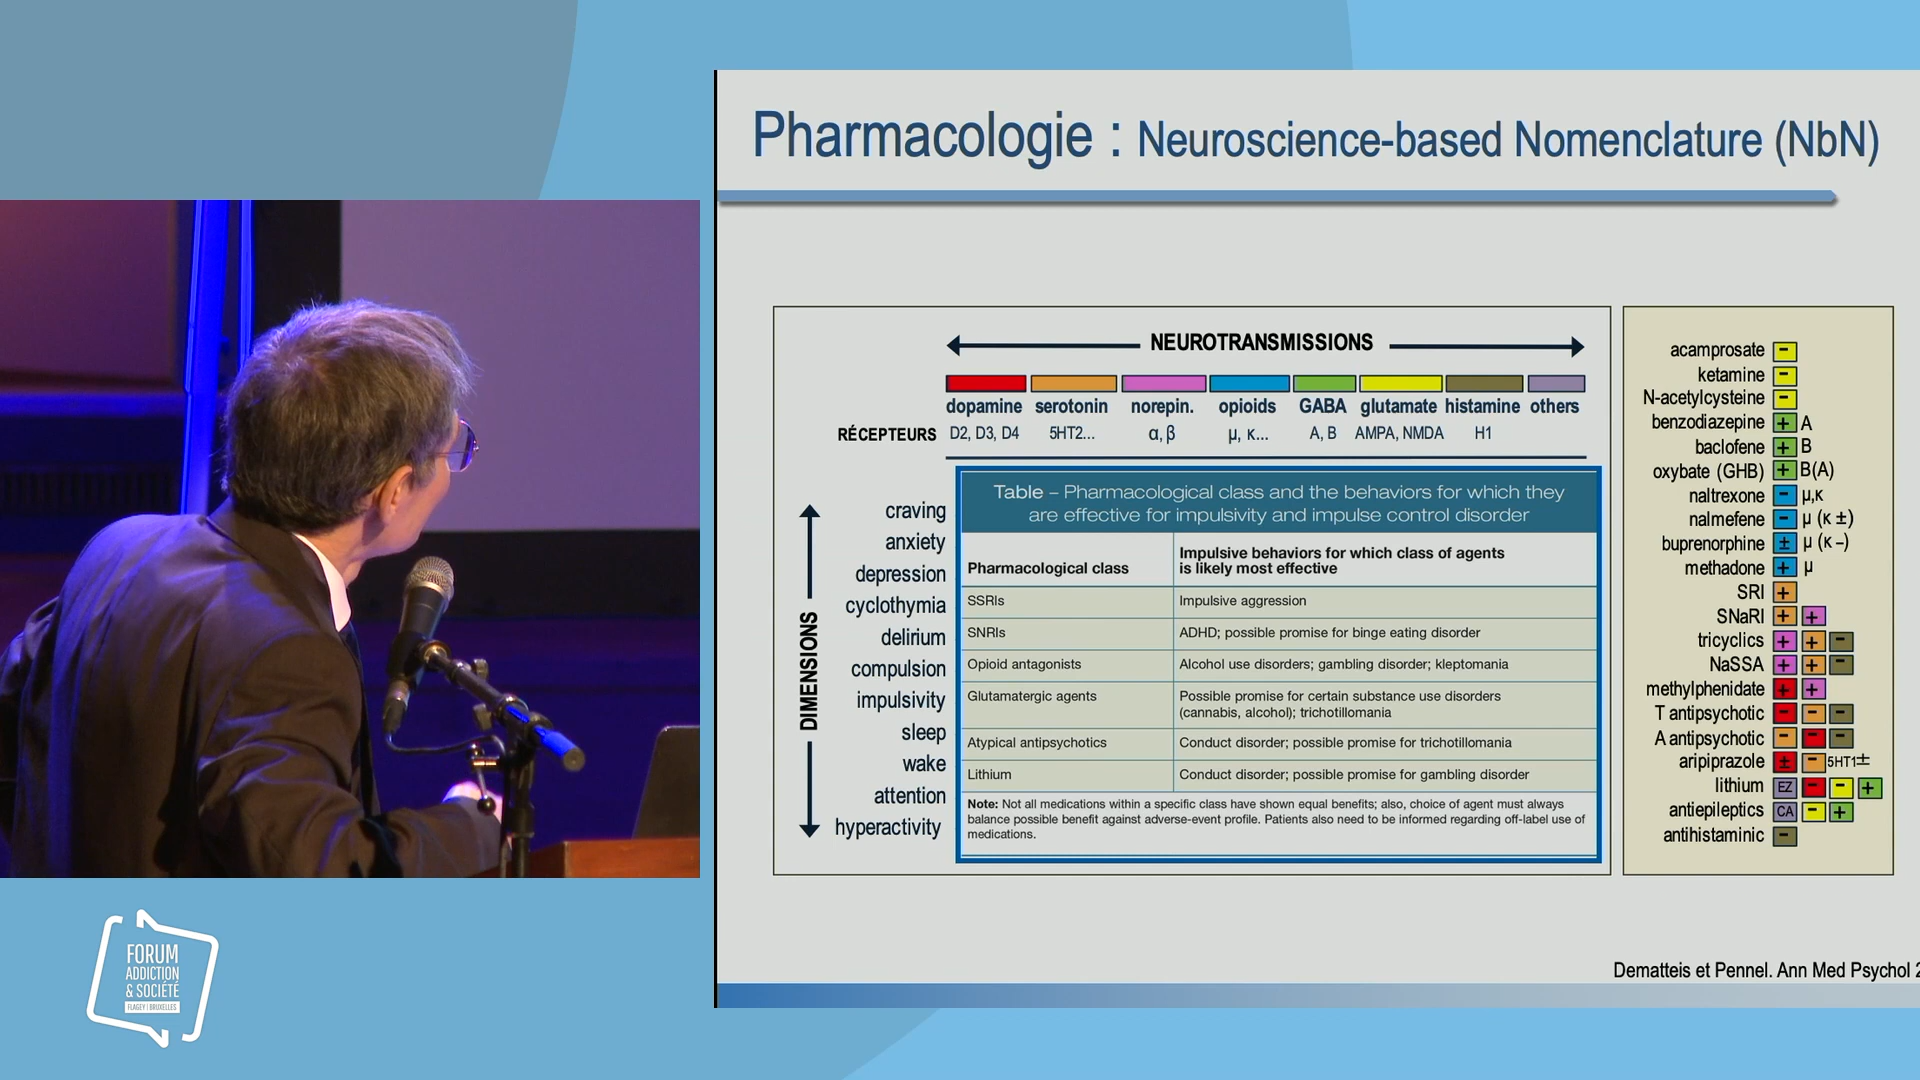 Pharmacologie : Neuroscience-based Nomenclature (NbN)
NEUROTRANSMISSIONS
dopamine serotonin norepin. opioids GABA glutamate histamine others
RÉCEPTEURS D2, D3, D4 5HT2... α, β μ, κ... A, B AMPA, NMDA H1
DIMENSIONS
craving
anxiety
depression
cyclothymia
delirium
compulsion
impulsivity
sleep
wake
attention
hyperactivity
Table – Pharmacological class and the behaviors for which they
are effective for impulsivity and impulse control disorder
Pharmacological class
Impulsive behaviors for which class of agents
is likely most effective
SSRIs Impulsive aggression
SNRIs ADHD; possible promise for binge eating disorder
Opioid antagonists Alcohol use disorders; gambling disorder; kleptomania
Glutamatergic agents Possible promise for certain substance use disorders
(cannabis, alcohol); trichotillomania
Atypical antipsychotics Conduct disorder; possible promise for trichotillomania
Lithium Conduct disorder; possible promise for gambling disorder
Note: Not all medications within a specific class have shown equal benefits; also, choice of agent must always
balance possible benefit against adverse-event profile. Patients also need to be informed regarding off-label use of
medications.
acamprosate -
ketamine -
N-acetylcysteine -
benzodiazepine + A
baclofene + B
oxybate (GHB) + B(A)
naltrexone - μ,κ
nalmefene - μ (κ ±)
buprenorphine ± μ (κ –)
methadone + μ
SRI +
SNaRI + +
tricyclics + + -
NaSSA + + -
methylphenidate + +
T antipsychotic - - -
A antipsychotic - - -
aripiprazole ± - 5HT1±
lithium EZ - - +
antiepileptics CA - +
antihistaminic -
Dematteis et Pennel. Ann Med Psychol
FORUM
ADDICTION
& SOCIÉTÉ
FLAGEY | BRUXELLES